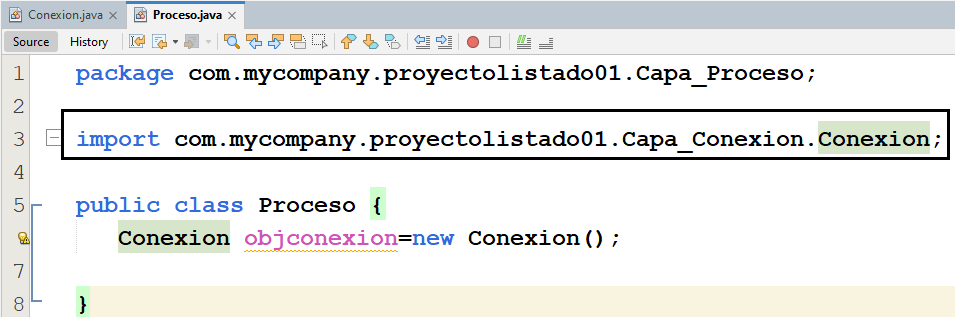 Conexion.java × Proceso.java ×
Source History
1 package com.mycompany.proyectolistado01.Capa_Proceso;
2
3 import com.mycompany.proyectolistado01.Capa_Conexion.Conexion;
4
5 public class Proceso {
Conexion objconexion=new Conexion();
7
8 }